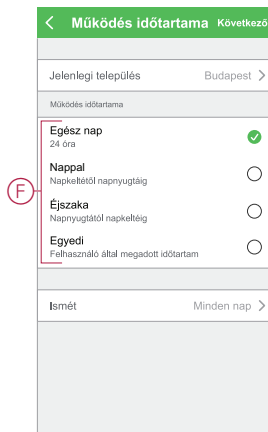 Működés időtartama Következő
Jelenlegi település Budapest
Működés időtartama
Egész nap
24 óra
Nappal
Napkeltétől napnyugtáig
F
Éjszaka
Napnyugtától napkeltéig
Egyedi
Felhasználó által megadott időtartam
Ismét Minden nap